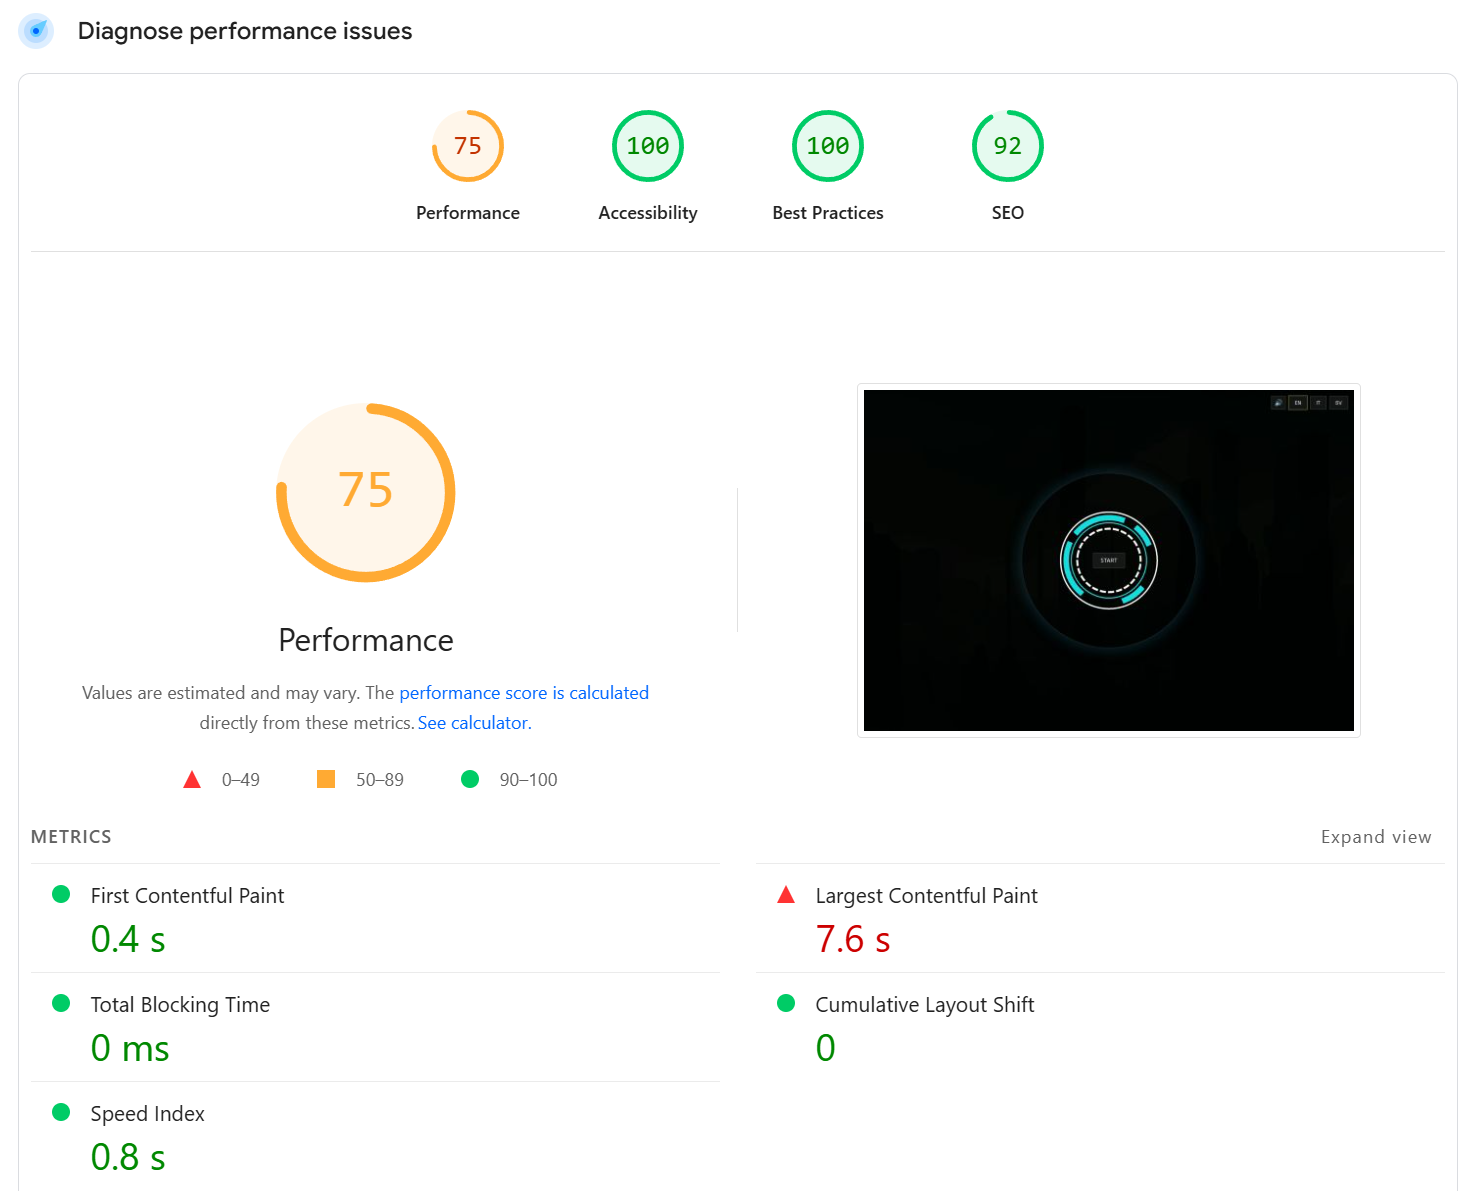 Diagnose performance issues
75
100
100
92
Performance
Accessibility
Best Practices
SEO
75
Performance
Values are estimated and may vary. The performance score is calculated
directly from these metrics. See calculator.
0–49
50–89
90–100
EN
START
METRICS
Expand view
First Contentful Paint
0.4 s
Largest Contentful Paint
7.6 s
Total Blocking Time
0 ms
Cumulative Layout Shift
0
Speed Index
0.8 s